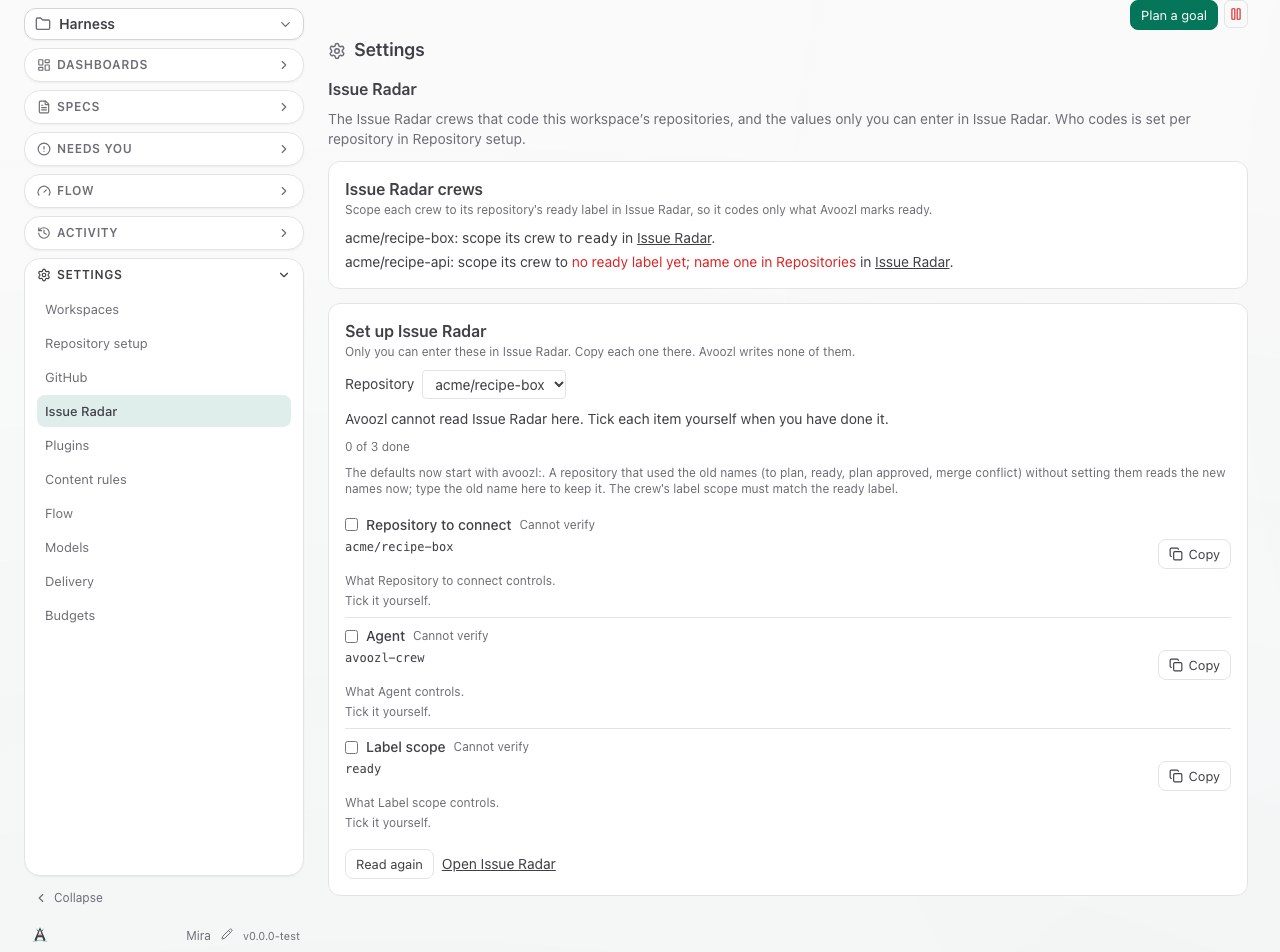 Harness
DASHBOARDS
SPECS
NEEDS YOU
FLOW
ACTIVITY
SETTINGS
Workspaces
Repository setup
GitHub
Issue Radar
Plugins
Content rules
Flow
Models
Delivery
Budgets
Collapse
Mira
v0.0.0-test
Plan a goal
Settings
Issue Radar
The Issue Radar crews that code this workspace's repositories, and the values only you can enter in Issue Radar. Who codes is set per
repository in Repository setup.
Issue Radar crews
Scope each crew to its repository's ready label in Issue Radar, so it codes only what Avoozl marks ready.
acme/recipe-box: scope its crew to ready in Issue Radar.
acme/recipe-api: scope its crew to no ready label yet; name one in Repositories in Issue Radar.
Set up Issue Radar
Only you can enter these in Issue Radar. Copy each one there. Avoozl writes none of them.
Repository acme/recipe-box
Avoozl cannot read Issue Radar here. Tick each item yourself when you have done it.
0 of 3 done
The defaults now start with avoozl:. A repository that used the old names (to plan, ready, plan approved, merge conflict) without setting them reads the new
names now; type the old name here to keep it. The crew's label scope must match the ready label.
Repository to connect Cannot verify
acme/recipe-box
Copy
What Repository to connect controls.
Tick it yourself.
Agent Cannot verify
avoozl-crew
Copy
What Agent controls.
Tick it yourself.
Label scope Cannot verify
ready
Copy
What Label scope controls.
Tick it yourself.
Read again Open Issue Radar